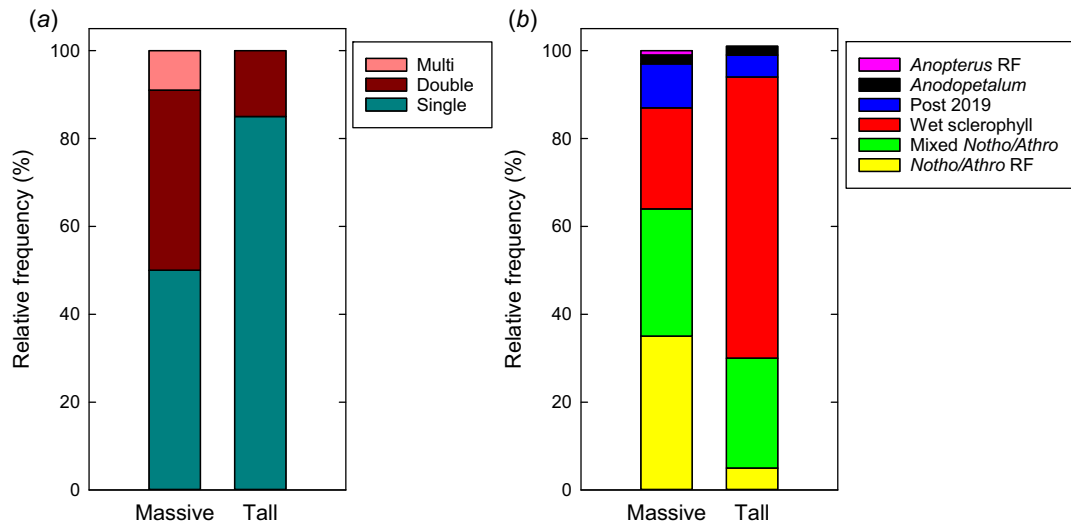 (a)
100
80
60
40
20
0
Relative frequency (%)
Massive Tall
Multi
Double
Single
(b)
100
80
60
40
20
0
Relative frequency (%)
Massive Tall
Anopterus RF
Anodopetalum
Post 2019
Wet sclerophyll
Mixed Notho/Athro
Notho/Athro RF